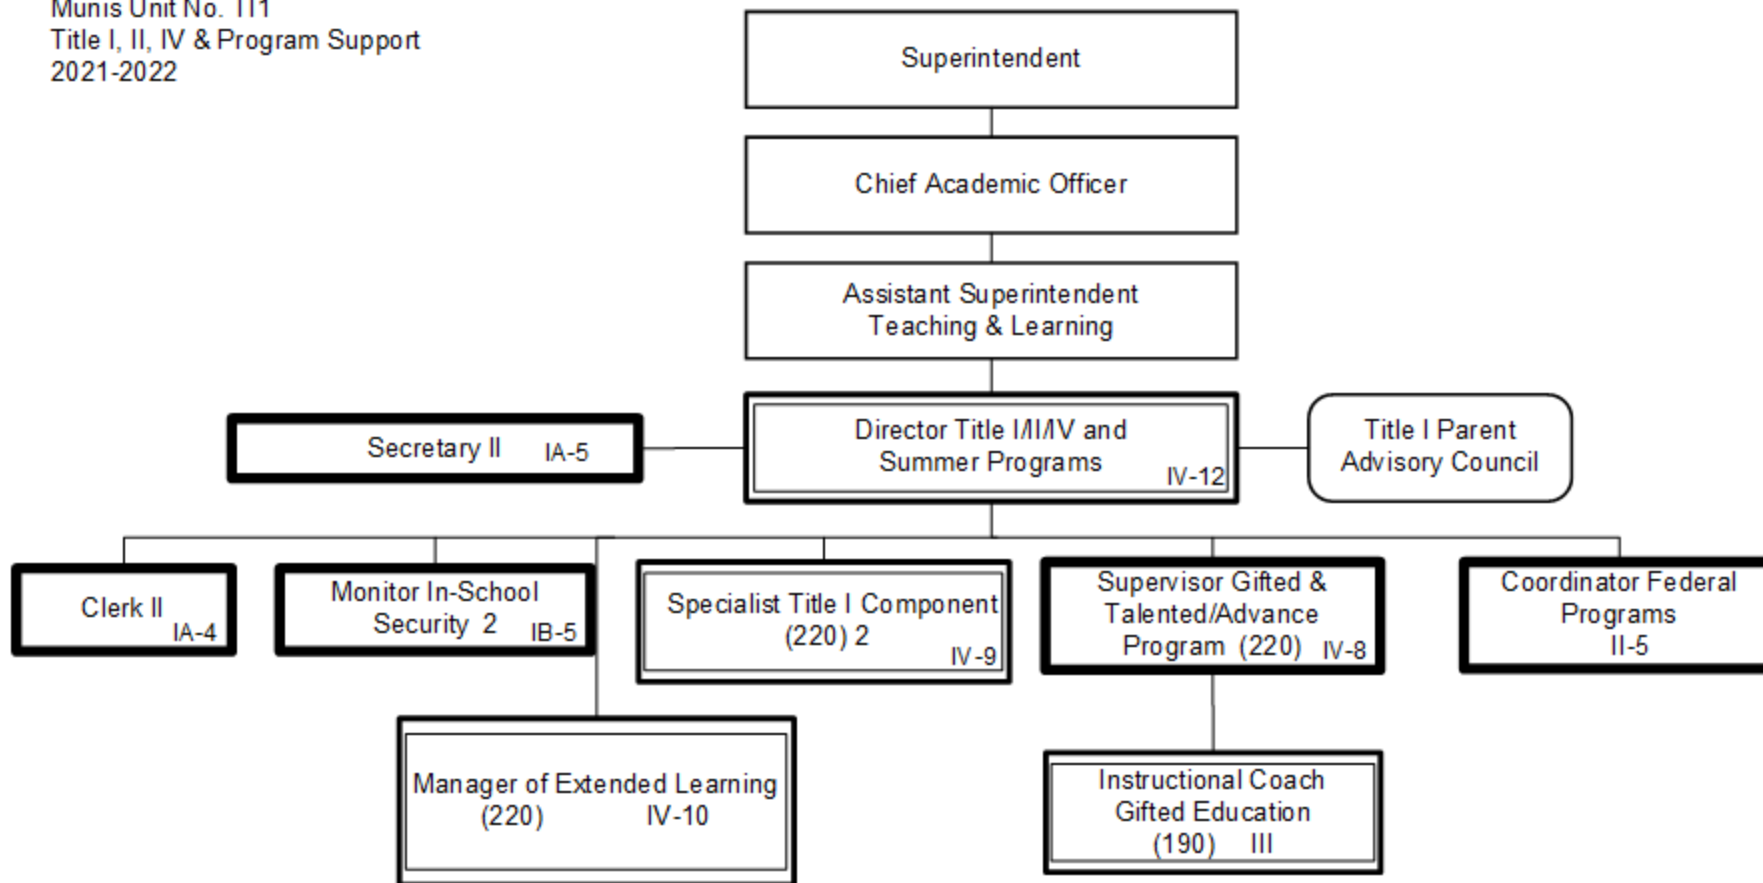 Munis Unit No. 111
Title I, II, IV & Program Support
2021-2022
Superintendent
Chief Academic Officer
Assistant Superintendent
Teaching & Learning
Secretary II IA-5
Director Title I/II/IV and
Summer Programs
IV-12
Title I Parent
Advisory Council
Clerk II
IA-4
Monitor In-School
Security 2 IB-5
Specialist Title I Component
(220) 2
IV-9
Supervisor Gifted &
Talented/Advance
Program (220) IV-8
Coordinator Federal
Programs
II-5
Manager of Extended Learning
(220) IV-10
Instructional Coach
Gifted Education
(190) III